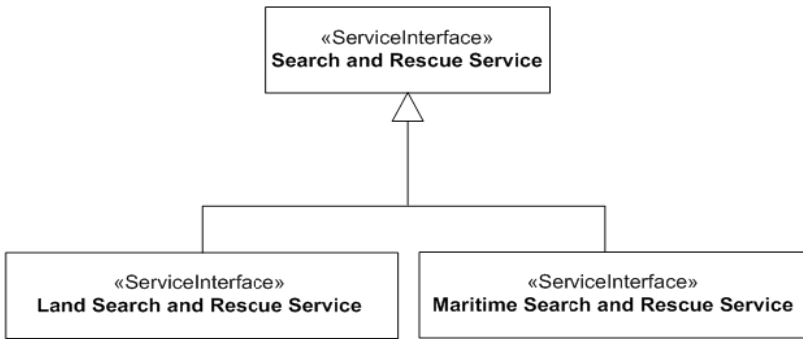 «ServiceInterface»
Search and Rescue Service
«ServiceInterface»
Land Search and Rescue Service
«ServiceInterface»
Maritime Search and Rescue Service